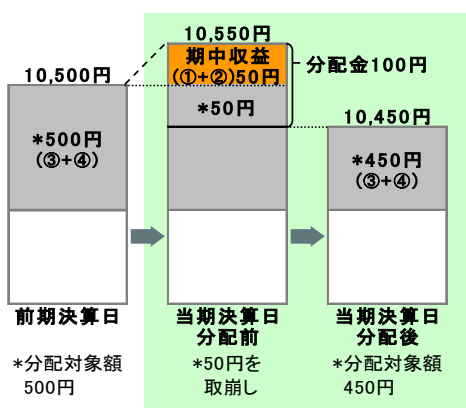 10,550円
期中収益
(①+②)50円
分配金100円
10,500円
*50円
10,450円
*500円
(③+④)
*450円
(③+④)
前期決算日
当期決算日
分配前
当期決算日
分配後
*分配対象額
500円
*50円を
取崩し
*分配対象額
450円